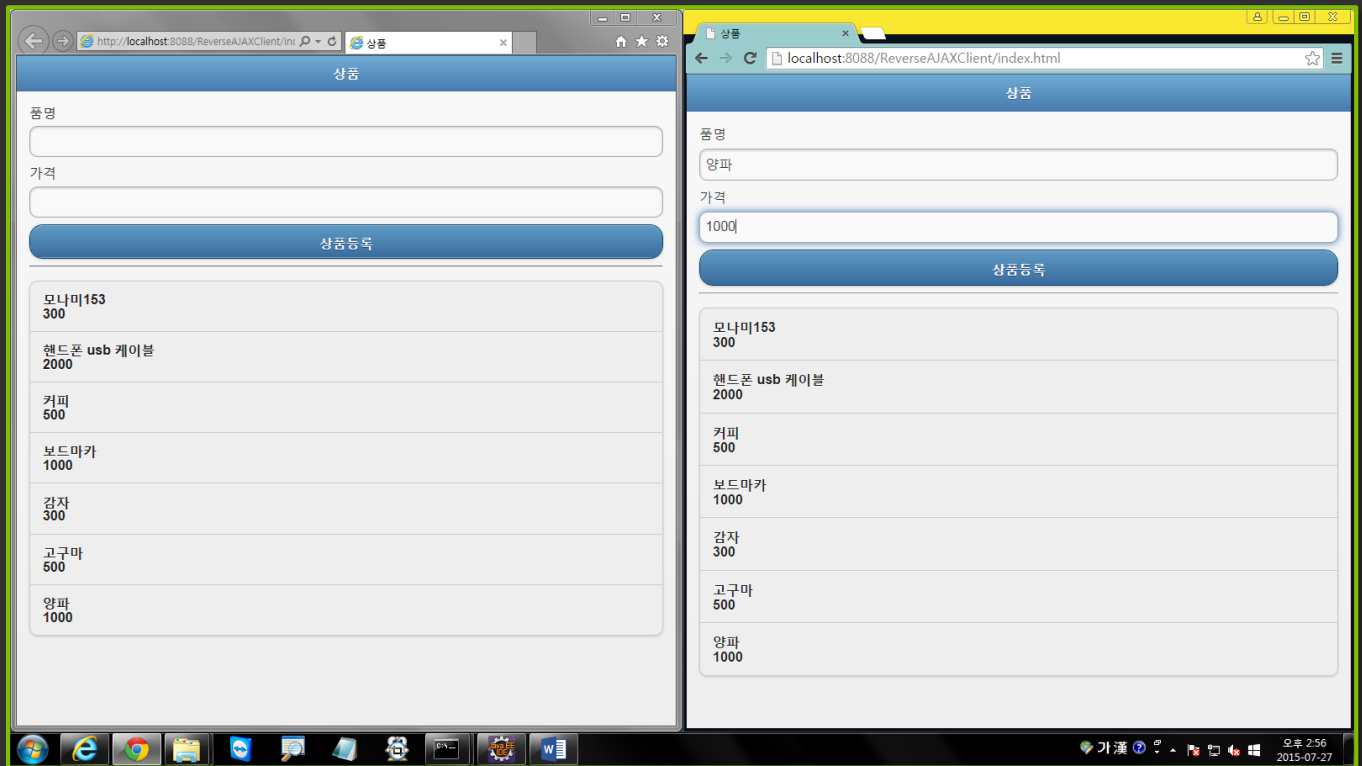 http://localhost:8088/ReverseAJAXClient/in
상품
상품
품명
가격
상품등록
모나미153
300
핸드폰 usb 케이블
2000
커피
500
보드마카
1000
감자
300
고구마
500
양파
1000
상품
localhost:8088/ReverseAJAXClient/index.html
상품
품명
양파
가격
1000
상품등록
모나미153
300
핸드폰 usb 케이블
2000
커피
500
보드마카
1000
감자
300
고구마
500
양파
1000
가 漢
오후 2:56
2015-07-27